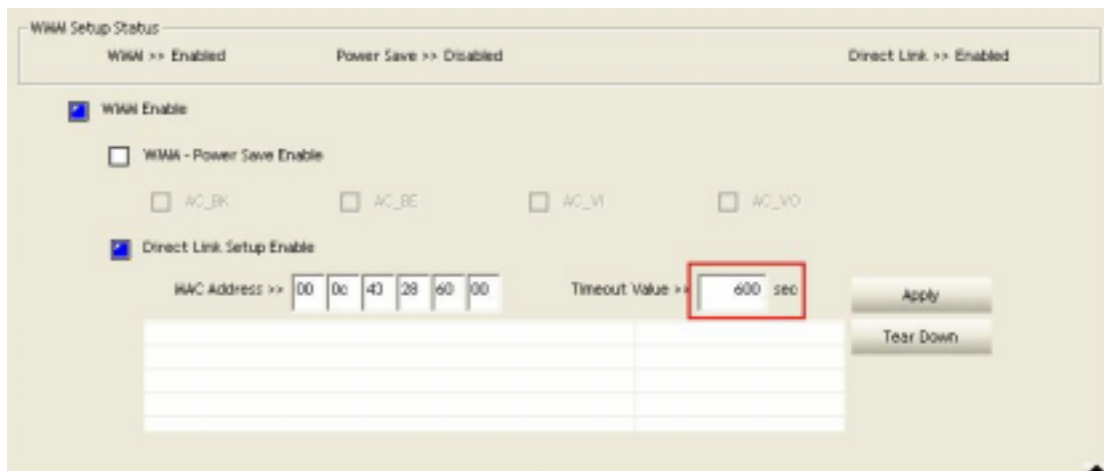 WMM Setup Status
WMM >> Enabled Power Save >> Disabled Direct Link >> Enabled
WMM Enable
WMM - Power Save Enable
AC_BK AC_BE AC_VI AC_VO
Direct Link Setup Enable
MAC Address >> 00 0c 43 28 60 00 Timeout Value >> 600 sec
Apply
Tear Down